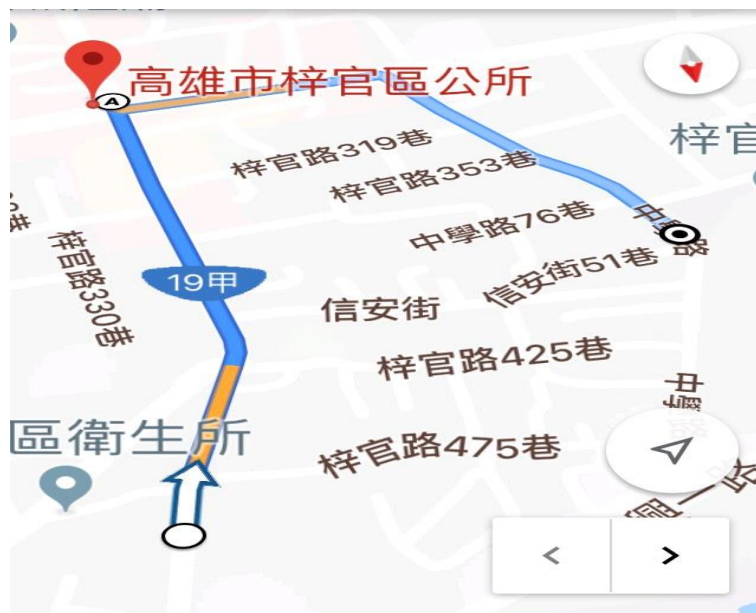 A
高雄市梓官區公所
梓官
梓官路319巷
梓官路353巷
中學路76巷
中學路
信安街51巷
梓官路330巷
19甲
信安街
梓官路425巷
中學
區衛生所
梓官路475巷